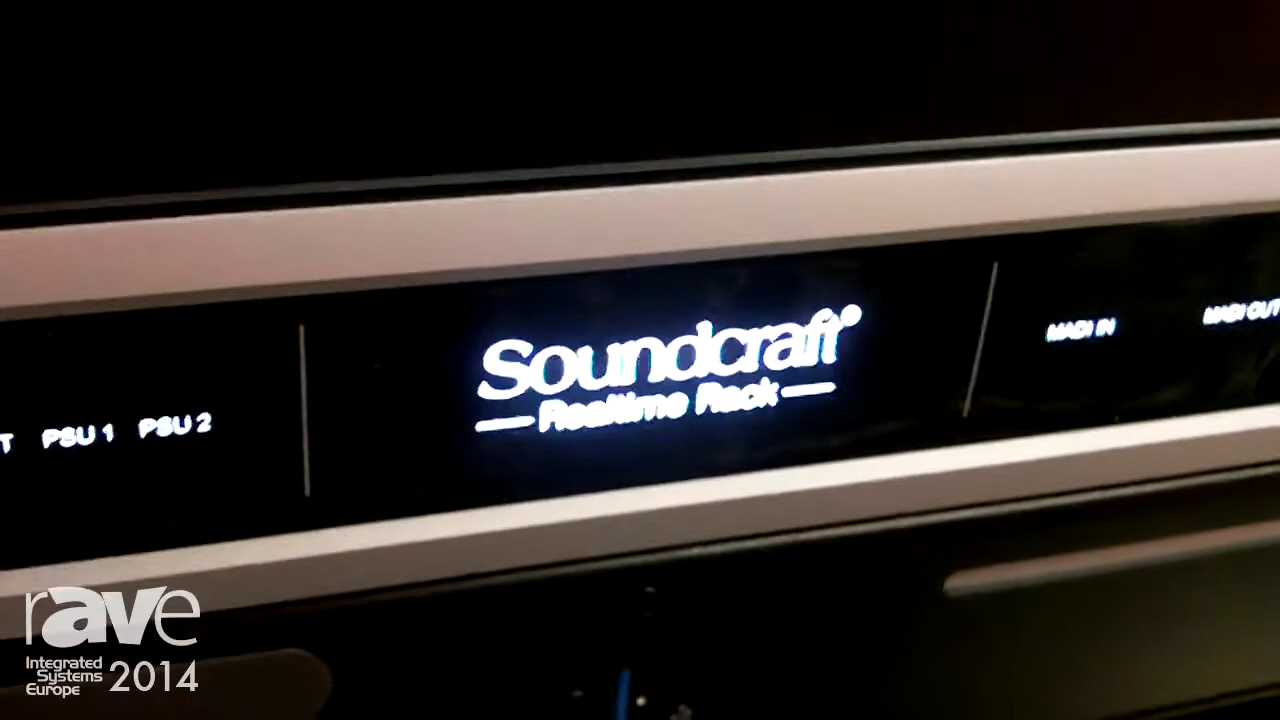 Soundcraft
Realtime Rack
T PSU 1 PSU 2
MADI IN
MADI OUT
rAVe
Integrated
Systems
Europe
2014